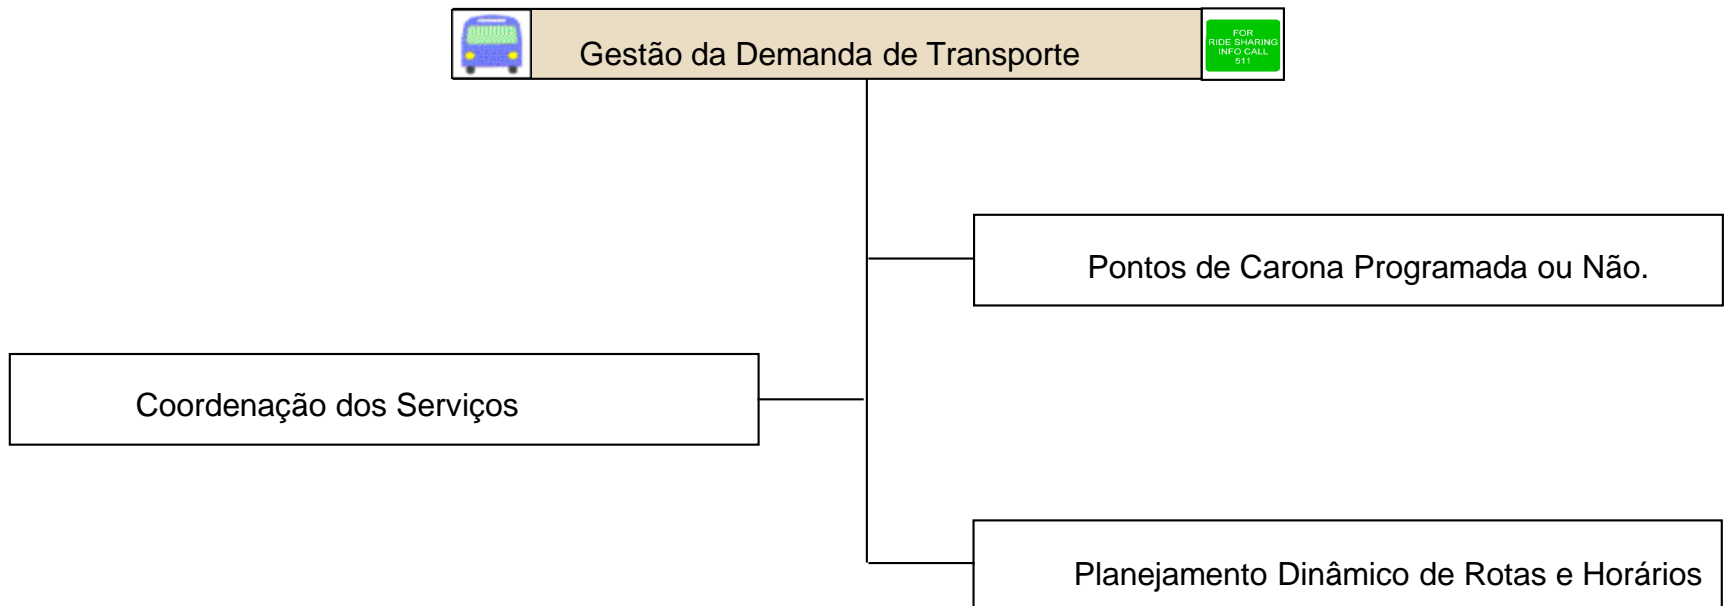 Gestão da Demanda de Transporte
FOR
RIDE SHARING
INFO CALL
511
Pontos de Carona Programada ou Não.
Coordenação dos Serviços
Planejamento Dinâmico de Rotas e Horários